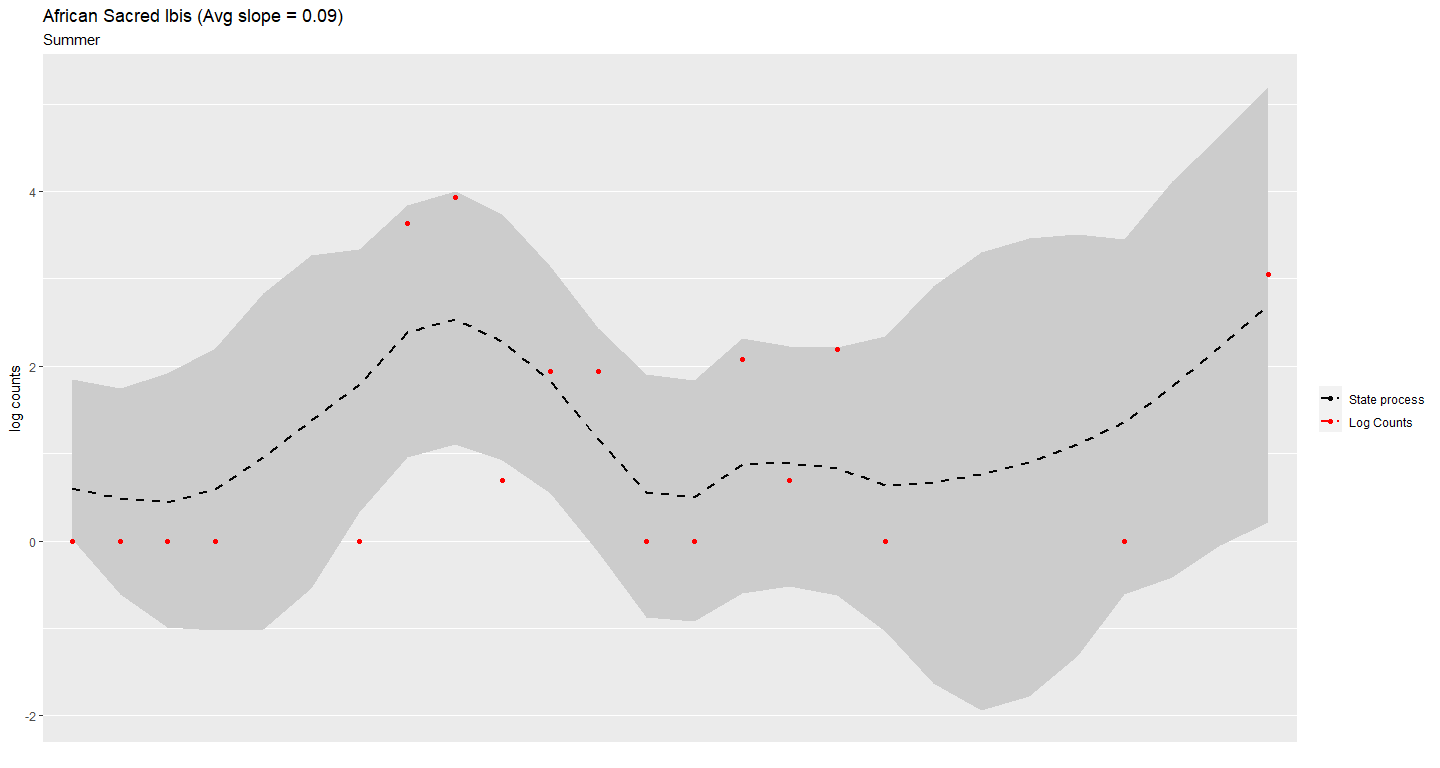 African Sacred Ibis (Avg slope = 0.09)
Summer
log counts
4
2
0
-2
State process
Log Counts